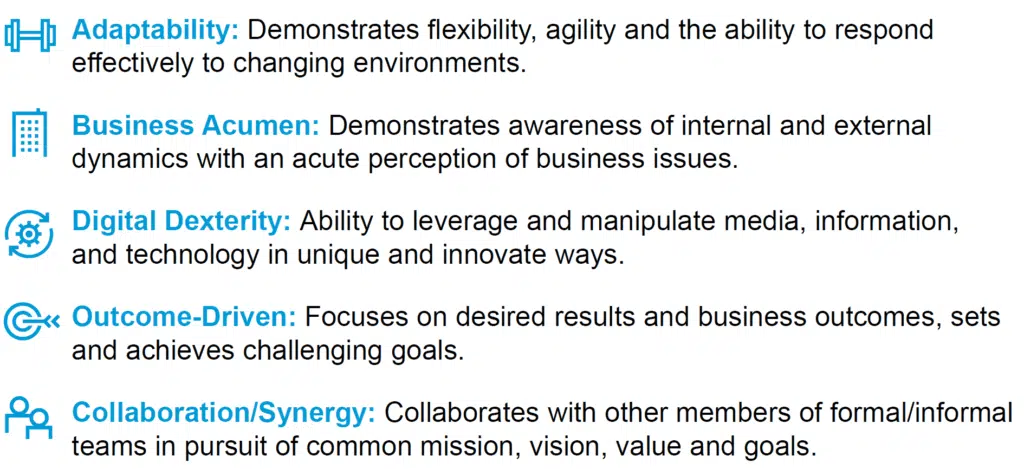 Adaptability: Demonstrates flexibility, agility and the ability to respond
effectively to changing environments.
Business Acumen: Demonstrates awareness of internal and external
dynamics with an acute perception of business issues.
Digital Dexterity: Ability to leverage and manipulate media, information,
and technology in unique and innovate ways.
Outcome-Driven: Focuses on desired results and business outcomes, sets
and achieves challenging goals.
Collaboration/Synergy: Collaborates with other members of formal/informal
teams in pursuit of common mission, vision, value and goals.